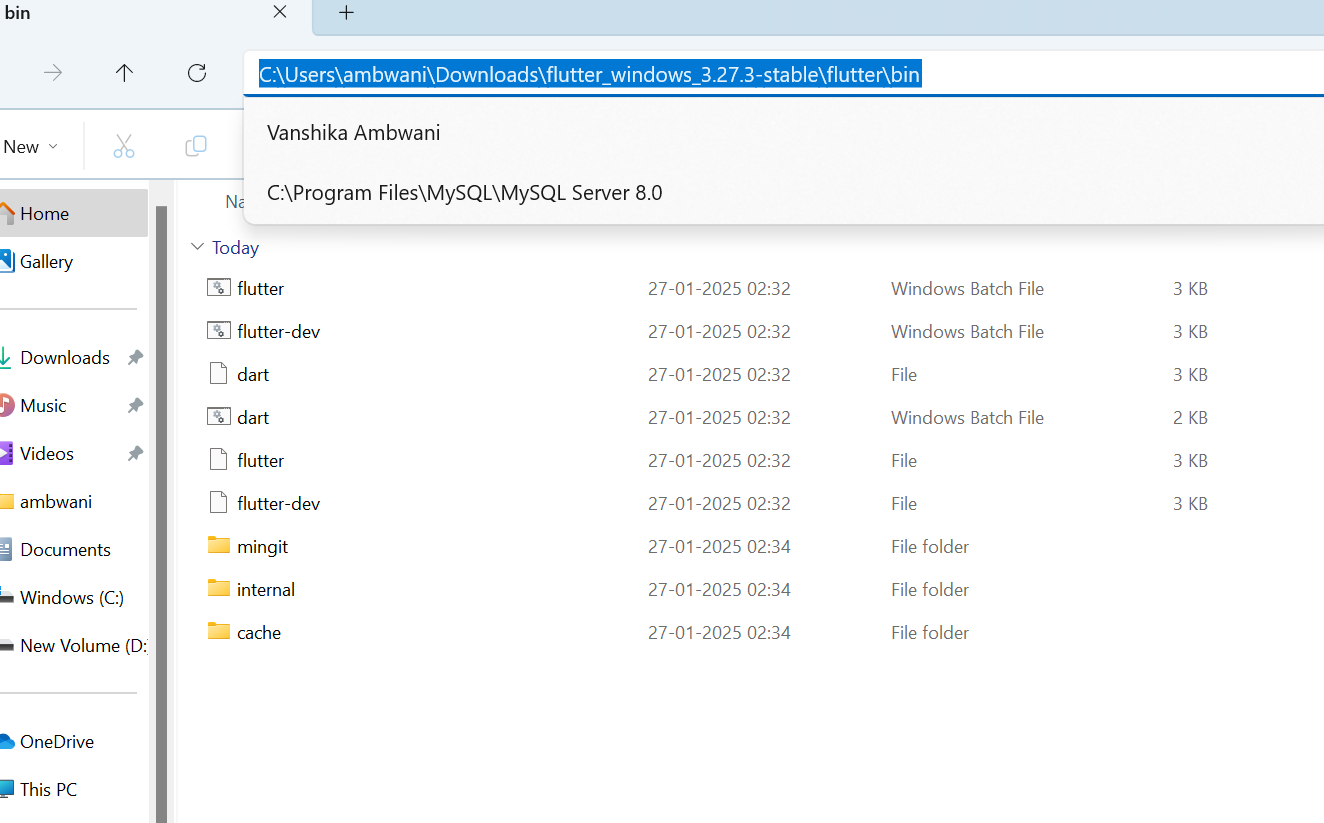 bin
C:\Users\ambwani\Downloads\flutter_windows_3.27.3-stable\flutter\bin
Vanshika Ambwani
C:\Program Files\MySQL\MySQL Server 8.0
New
Na
Home
Gallery
Downloads
Music
Videos
ambwani
Documents
Windows (C:)
New Volume (D:
OneDrive
This PC
Today
flutter 27-01-2025 02:32 Windows Batch File 3 KB
flutter-dev 27-01-2025 02:32 Windows Batch File 3 KB
dart 27-01-2025 02:32 File 3 KB
dart 27-01-2025 02:32 Windows Batch File 2 KB
flutter 27-01-2025 02:32 File 3 KB
flutter-dev 27-01-2025 02:32 File 3 KB
mingit 27-01-2025 02:34 File folder
internal 27-01-2025 02:34 File folder
cache 27-01-2025 02:34 File folder